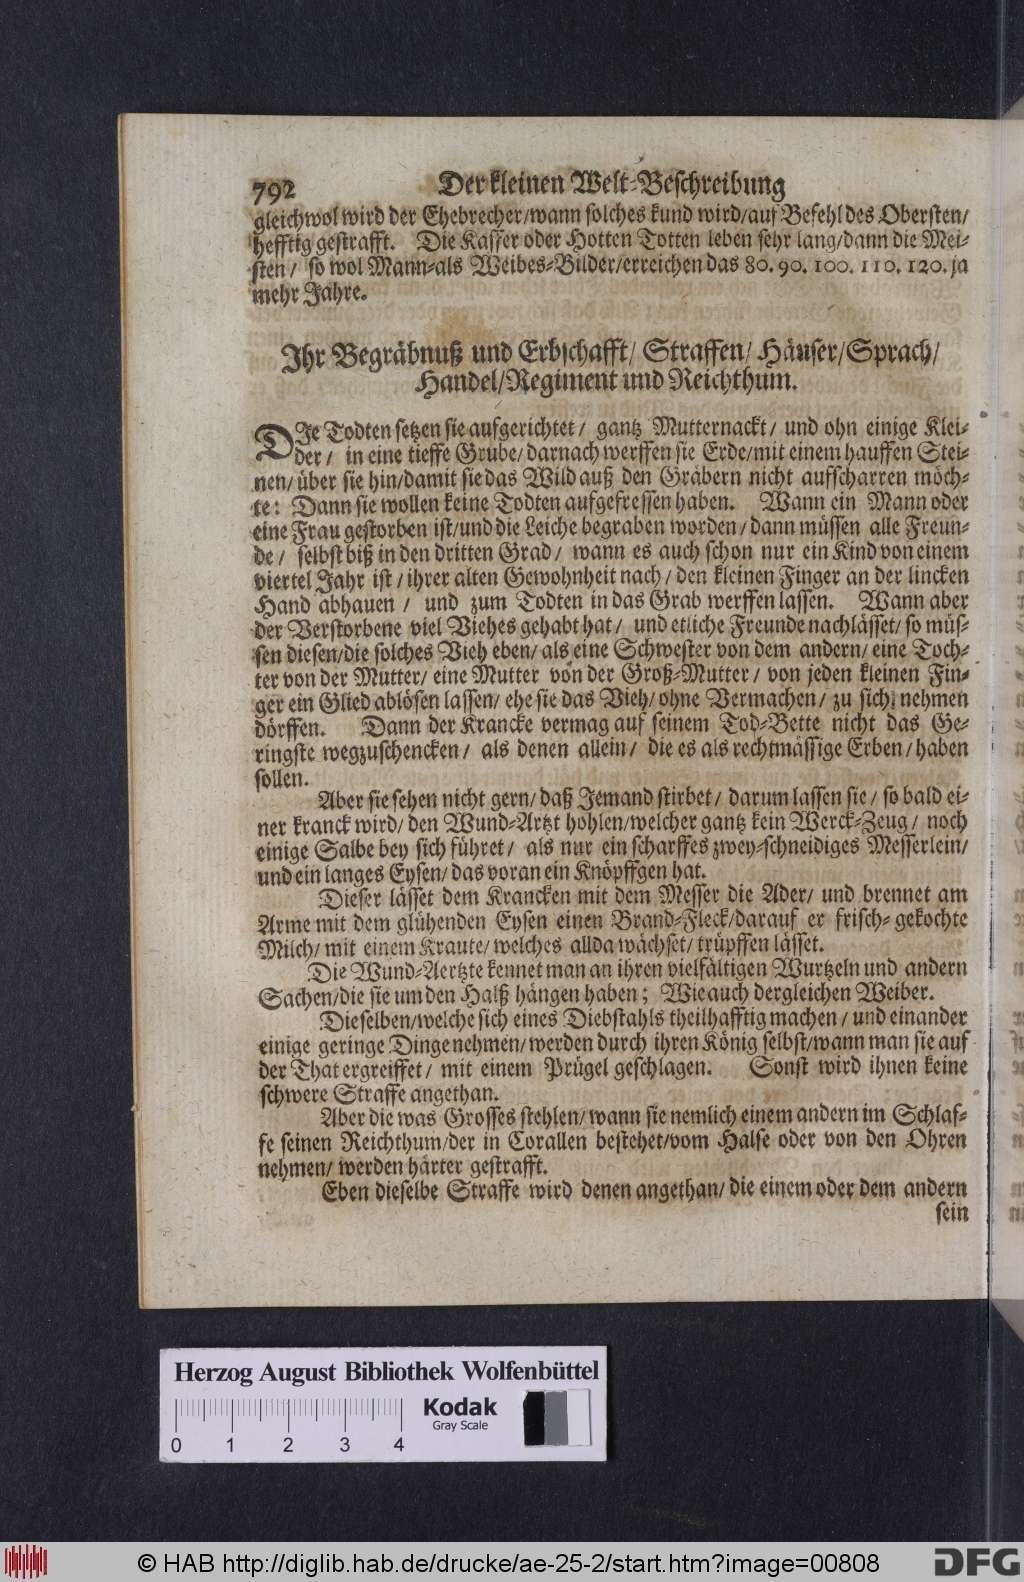 792 Der kleinen Welt-Beschreibung
gleichwol wird der Ehebrecher/wann solches kund wird/auf Befehl des Obersten/
hefftig gestrafft. Die Kaffer oder Hotten Totten leben sehr lang/dann die Mei-
sten/ so wol Mann-als Weibes-Bilder/erreichen das 80. 90. 100. 110. 120. ja
mehr Jahre.
Ihr Begräbnuß und Erbschafft/ Straffen/ Häuser/Sprach/
Handel/Regiment und Reichthum.
DIe Todten setzen sie aufgerichtet/ gantz Mutternackt/ und ohn einige Klei-
der/ in eine tieffe Grube/ darnach werffen sie Erde/mit einem hauffen Stei-
nen/ über sie hin/damit sie das Wild auß den Gräbern nicht aufscharren möch-
te: Dann sie wollen keine Todten aufgefressen haben. Wann ein Mann oder
eine Frau gestorben ist/und die Leiche begraben worden/ dann müssen alle Freun-
de/ selbst biß in den dritten Grad/ wann es auch schon nur ein Kind von einem
viertel Jahr ist/ ihrer alten Gewohnheit nach/ den kleinen Finger an der lincken
Hand abhauen/ und zum Todten in das Grab werffen lassen. Wann aber
der Verstorbene viel Viehes gehabt hat/ und etliche Freunde nachlässet/ so müs-
sen diesen/die solches Vieh eben/ als eine Schwester von dem andern/ eine Toch-
ter von der Mutter/ eine Mutter von der Groß-Mutter/ von jeden kleinen Fin-
ger ein Glied ablösen lassen/ ehe sie das Vieh/ ohne Vermachen/ zu sich nehmen
dörffen. Dann der Krancke vermag auf seinem Tod-Bette nicht das Ge-
ringste wegzuschencken/ als denen allein/ die es als rechtmässige Erben/ haben
sollen.
Aber sie sehen nicht gern/ daß Jemand stirbet/ darum lassen sie/ so bald ei-
ner kranck wird/ den Wund-Artzt hohlen/welcher gantz kein Werck-Zeug/ noch
einige Salbe bey sich führet/ als nur ein scharffes zwey-schneidiges Messerlein/
und ein langes Eysen/ das voran ein Knöpffgen hat.
Dieser lässet dem Krancken mit dem Messer die Ader/ und brennet am
Arme mit dem glühenden Eysen einen Brand-Fleck/darauf er frisch-gekochte
Milch/ mit einem Kraute/ welches allda wächset/ trüpffen lässet.
Die Wund-Aertzte kennet man an ihren vielfältigen Wurtzeln und andern
Sachen/die sie um den Halß hängen haben; Wie auch dergleichen Weiber.
Dieselben/welche sich eines Diebstahls theilhafftig machen/ und einander
einige geringe Dinge nehmen/ werden durch ihren König selbst/wann man sie auf
der That ergreiffet/ mit einem Prügel geschlagen. Sonst wird ihnen keine
schwere Straffe angethan.
Aber die was Grosses stehlen/ wann sie nemlich einem andern im Schlaf-
fe seinen Reichthum/der in Corallen bestehet/vom Halse oder von den Ohren
nehmen/ werden härter gestrafft.
Eben dieselbe Straffe wird denen angethan/ die einem oder dem andern
sein
Herzog August Bibliothek Wolfenbüttel
Kodak
Gray Scale
0 1 2 3 4
© HAB http://diglib.hab.de/drucke/ae-25-2/start.htm?image=00808
DFG